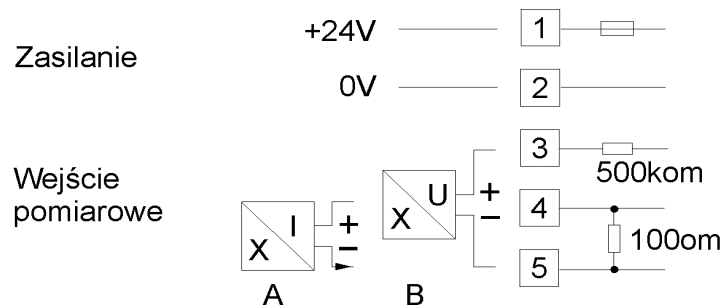 Zasilanie
+24V
1
0V
2
Wejście
pomiarowe
3
500kom
4
100om
5
X I
+
−
A
X U
+
−
B